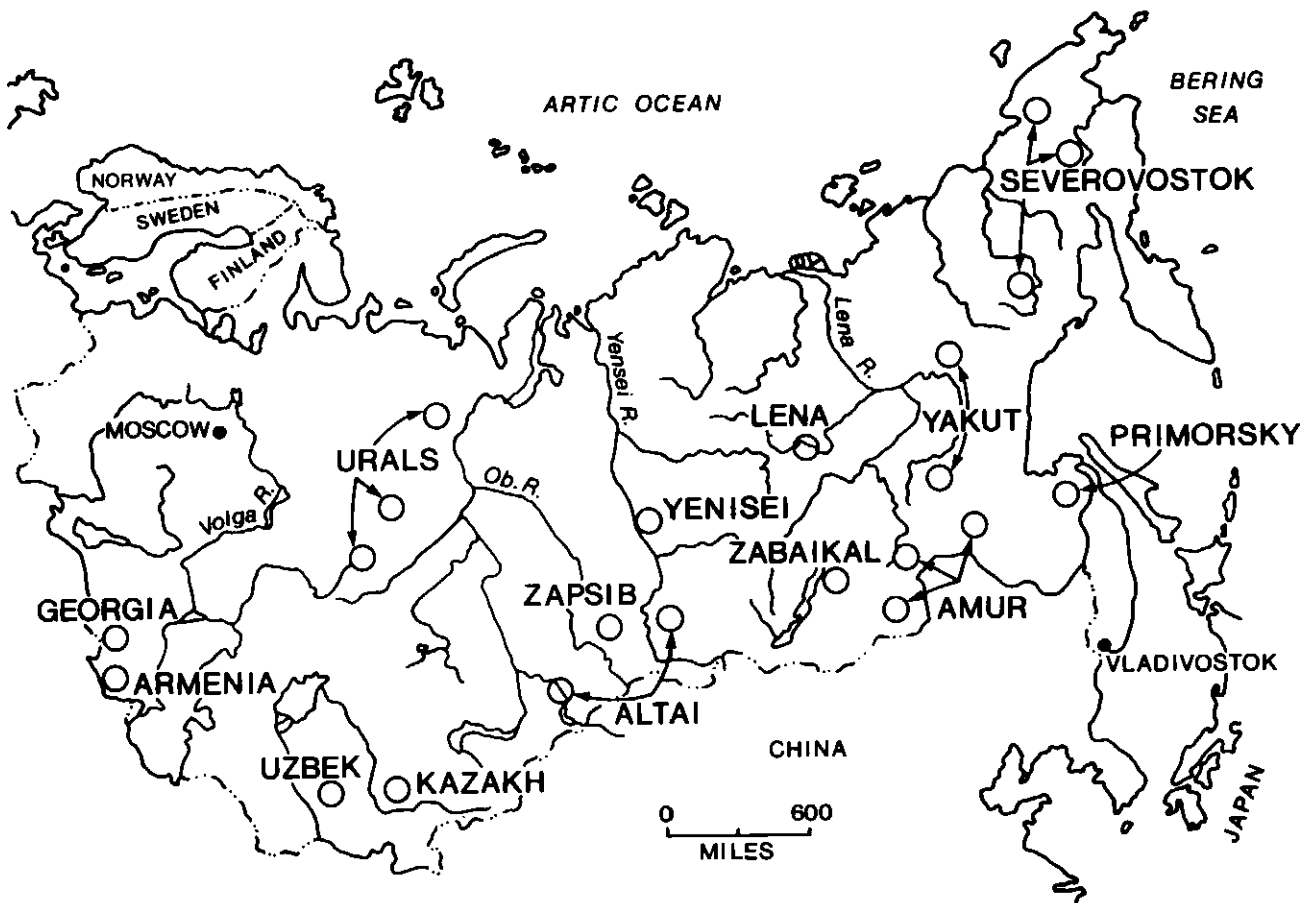 ARTIC OCEAN
BERING
SEA
NORWAY
SWEDEN
FINLAND
SEVEROVOSTOK
Lena R.
Yensei R.
MOSCOW
URALS
LENA
YAKUT
PRIMORSKY
Ob. R.
Volga R.
YENISEI
ZABAIKAL
GEORGIA
ZAPSIB
AMUR
ARMENIA
VLADIVOSTOK
ALTAI
CHINA
UZBEK
KAZAKH
0 600
MILES
JAPAN